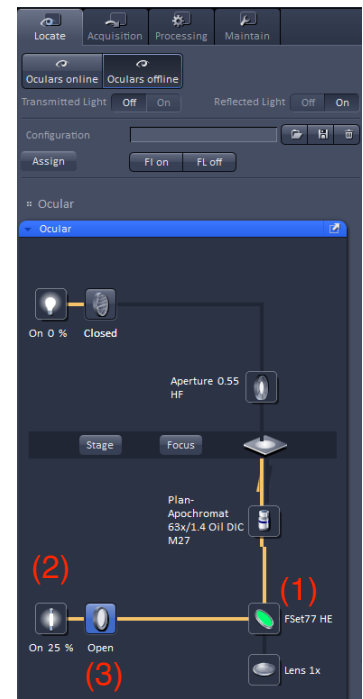 Locate Acquisition Processing Maintain
Oculars online Oculars offline
Transmitted Light Off On Reflected Light Off On
Configuration
Assign FI on FL off
Ocular
Ocular
On 0 % Closed
Aperture 0.55
HF
Stage Focus
Plan-
Apochromat
63x/1.4 Oil DIC
M27
(2)
(1)
FSet77 HE
On 25 % Open
(3)
Lens 1x